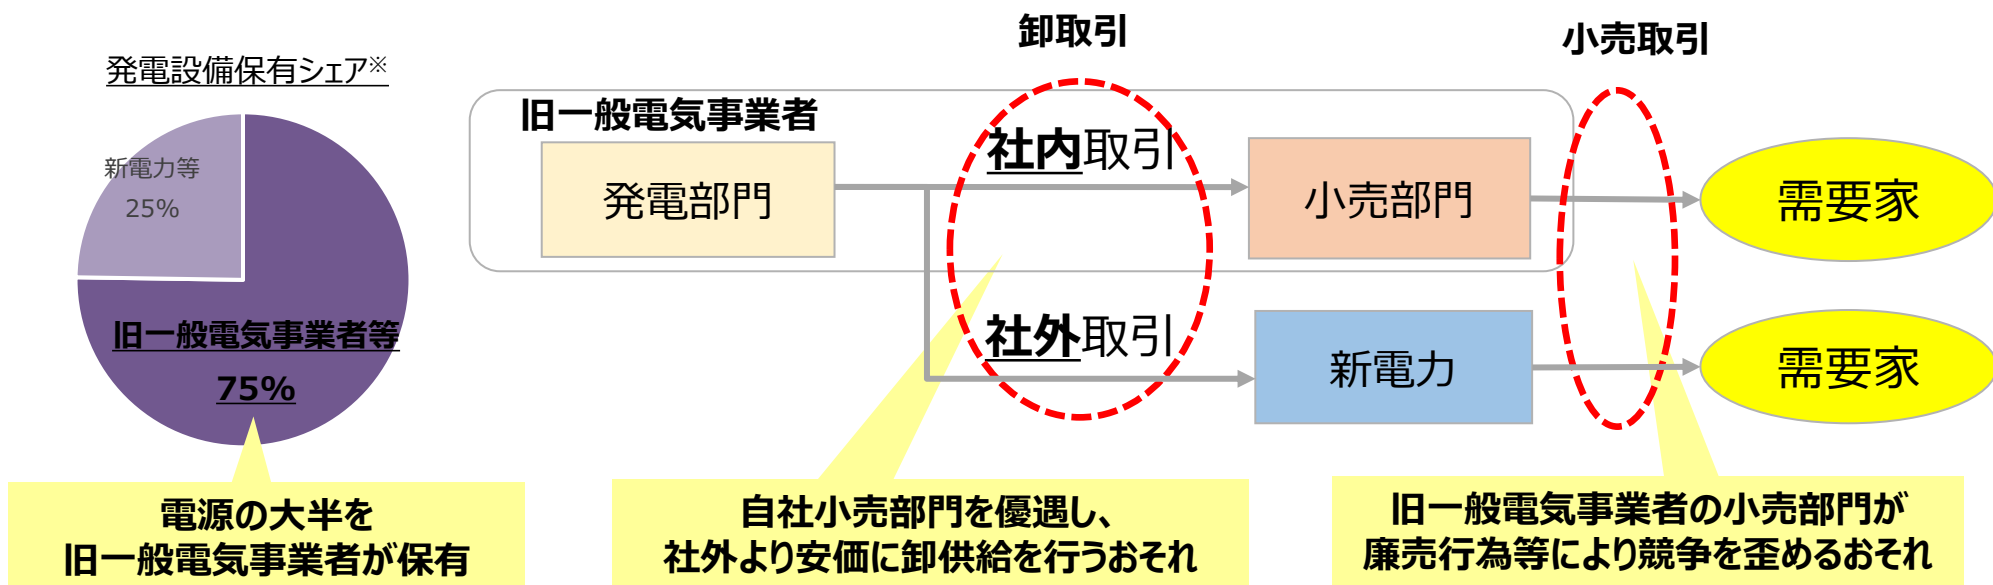 発電設備保有シェア※
新電力等
25%
旧一般電気事業者等
75%
電源の大半を
旧一般電気事業者が保有
卸取引
小売取引
旧一般電気事業者
発電部門
社内取引
小売部門
需要家
社外取引
新電力
需要家
自社小売部門を優遇し、
社外より安価に卸供給を行うおそれ
旧一般電気事業者の小売部門が
廉売行為等により競争を歪めるおそれ